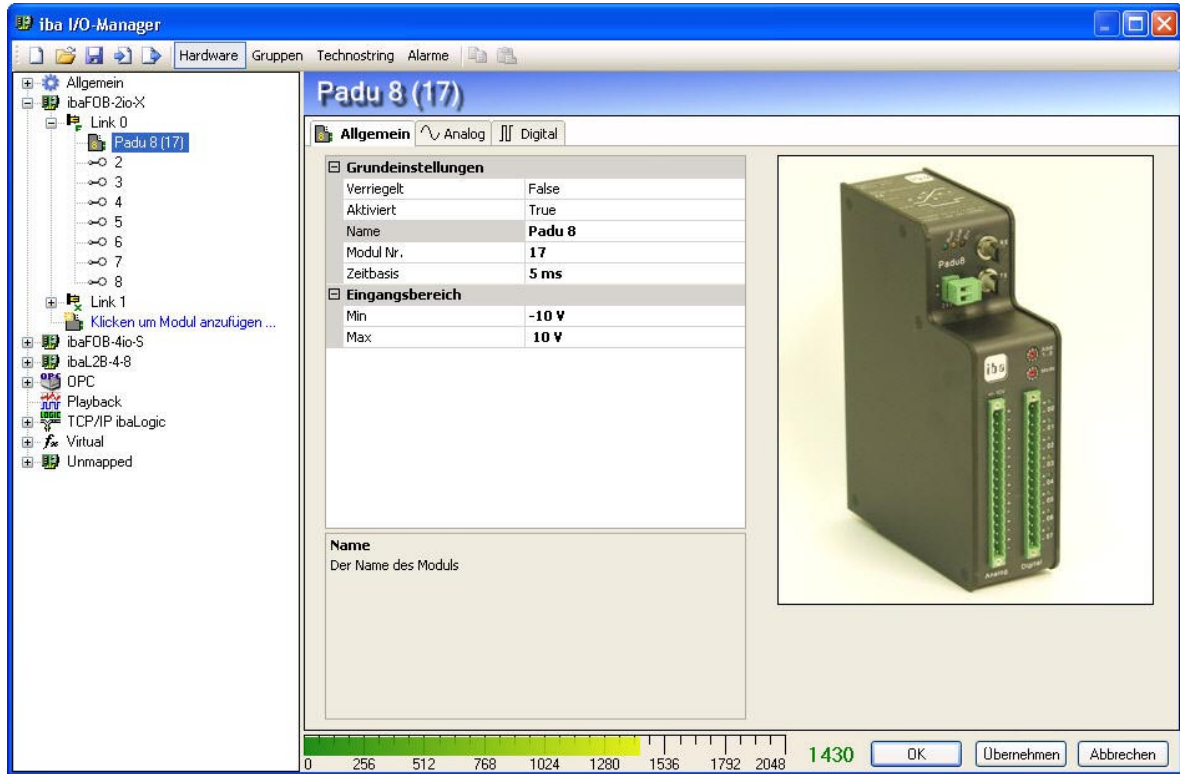 iba I/O-Manager
Hardware Gruppen Technostring Alarme
Allgemein
ibaFOB-2io-X
Link 0
Padu 8 (17)
2
3
4
5
6
7
8
Link 1
Klicken um Modul anzufügen ...
ibaFOB-4io-S
ibaL2B-4-8
OPC
Playback
TCP/IP ibaLogic
Virtual
Unmapped
Padu 8 (17)
Allgemein Analog Digital
Grundeinstellungen
Verriegelt False
Aktiviert True
Name Padu 8
Modul Nr. 17
Zeitbasis 5 ms
Eingangsbereich
Min -10 V
Max 10 V
Name
Der Name des Moduls
Padu8
iba
Analog Digital
0 256 512 768 1024 1280 1536 1792 2048
1430
OK Übernehmen Abbrechen